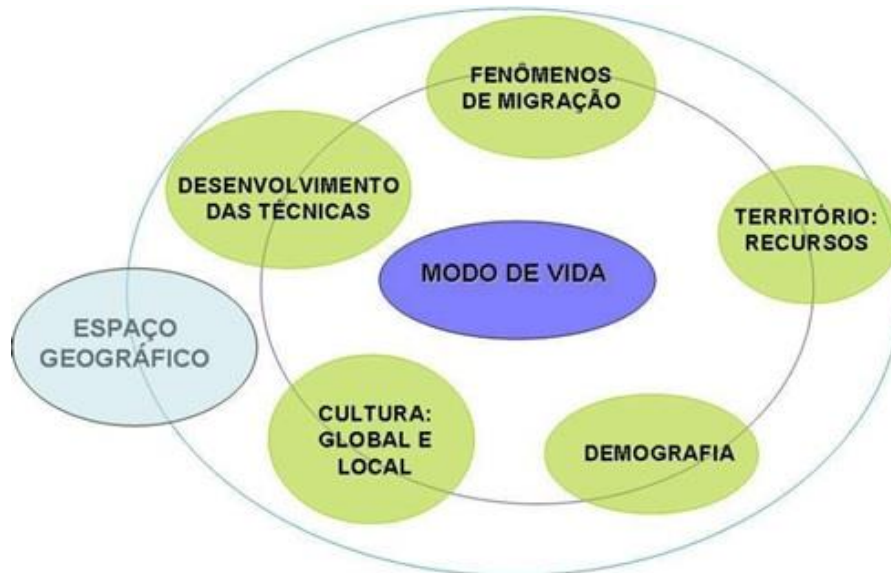 FENÔMENOS
DE MIGRAÇÃO
DESENVOLVIMENTO
DAS TÉCNICAS
TERRITÓRIO:
RECURSOS
MODO DE VIDA
ESPAÇO
GEOGRÁFICO
CULTURA:
GLOBAL E
LOCAL
DEMOGRAFIA